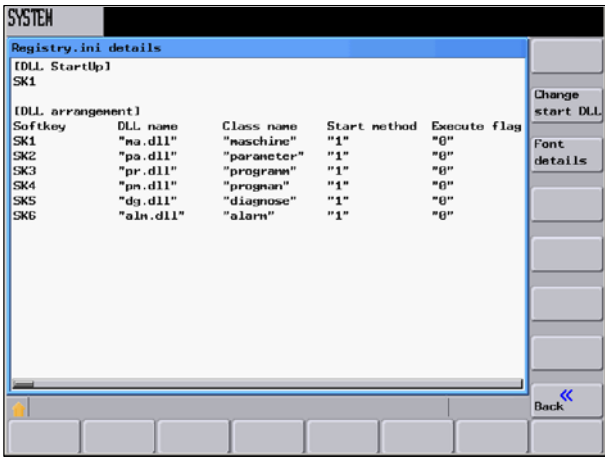 SYSTEM
Registry.ini details
[DLL StartUp]
SK1
[DLL arrangement]
Softkey DLL name Class name Start method Execute flag
SK1 "ma.dll" "maschine" "1" "0"
SK2 "pa.dll" "parameter" "1" "0"
SK3 "pr.dll" "programm" "1" "0"
SK4 "pm.dll" "progman" "1" "0"
SK5 "dg.dll" "diagnose" "1" "0"
SK6 "alm.dll" "alarm" "1" "0"
Change
start DLL
Font
details
«
Back